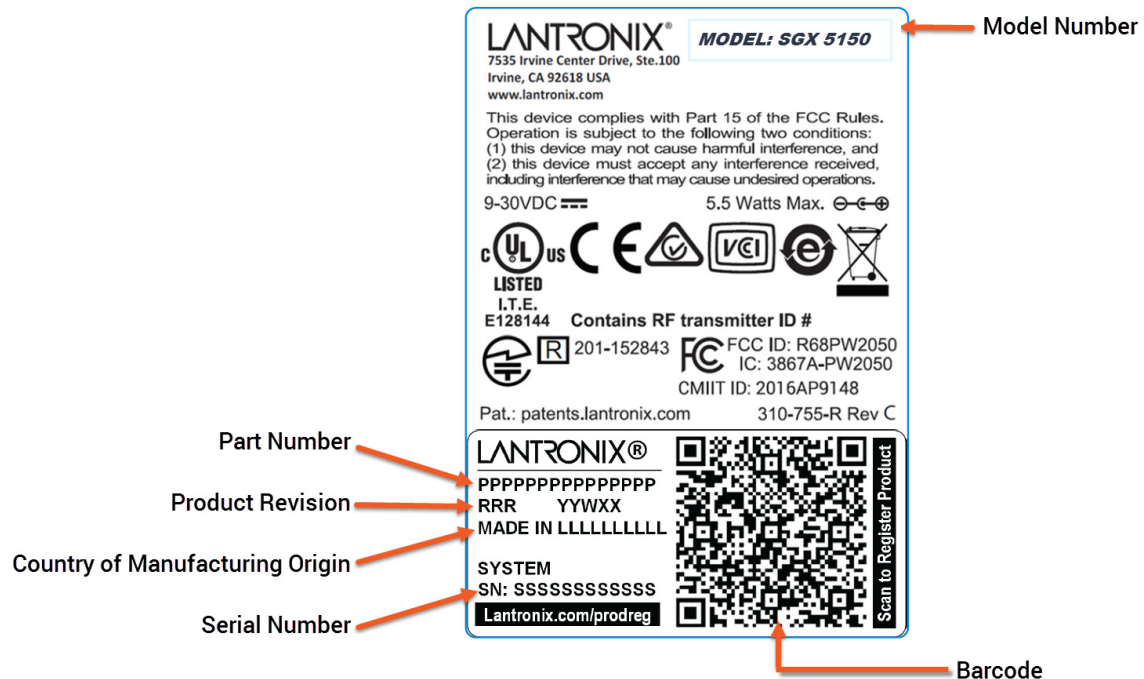 LANTRONIX®
MODEL: SGX 5150
Model Number
7535 Irvine Center Drive, Ste.100
Irvine, CA 92618 USA
www.lantronix.com
This device complies with Part 15 of the FCC Rules.
Operation is subject to the following two conditions:
(1) this device may not cause harmful interference, and
(2) this device must accept any interference received,
including interference that may cause undesired operations.
9-30VDC
5.5 Watts Max.
C UL US
LISTED
I.T.E.
E128144
CE
VCI
e
Contains RF transmitter ID #
R 201-152843
FC FCC ID: R68PW2050
IC: 3867A-PW2050
CMIIT ID: 2016AP9148
Pat.: patents.lantronix.com
310-755-R Rev C
Part Number
Product Revision
Country of Manufacturing Origin
Serial Number
LANTRONIX®
PPPPPPPPPPPPPPP
RRR YYWXX
MADE IN LLLLLLLLLL
SYSTEM
SN: SSSSSSSSSSSS
Lantronix.com/prodreg
Scan to Register Product
Barcode